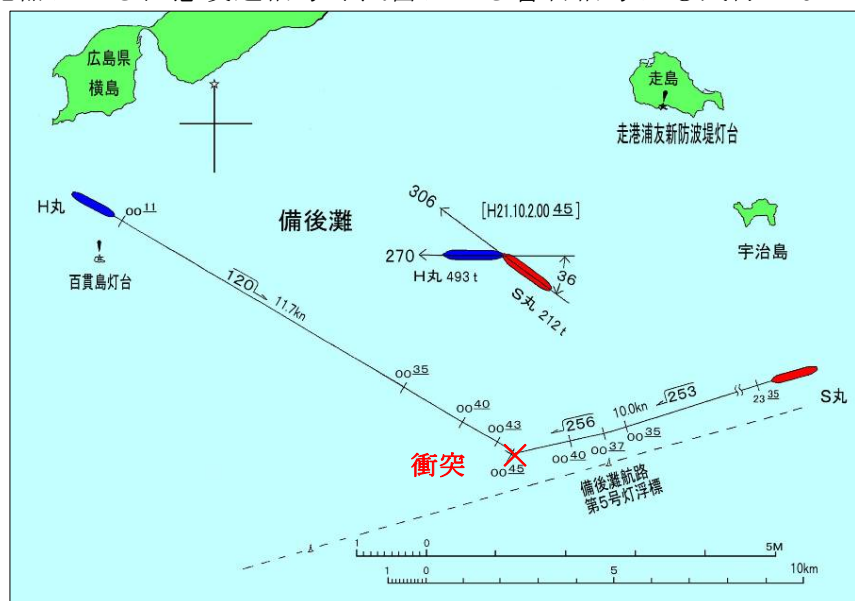 広島県
横島
走島
走港浦友新防波堤灯台
H丸
00 11
備後灘
306
[H21.10.2.00 45]
宇治島
百貫島灯台
270
H丸 493 t
36
S丸 212 t
120
11.7kn
00 35
00 40
00 43
衝突
00 45
256
10.0kn
253
23 35
S丸
00 40
00 37
00 35
備後灘航路
第5号灯浮標
1
0
5M
1
0
5
10km